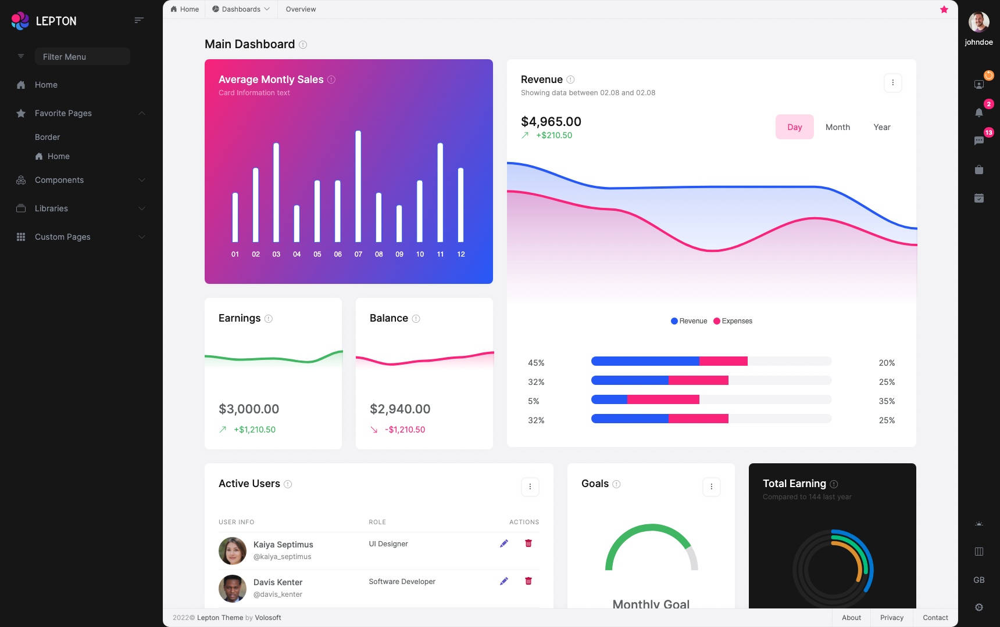 LEPTON
Filter Menu
Home
Favorite Pages
Border
Home
Components
Libraries
Custom Pages
Home
Dashboards
Overview
Main Dashboard
Average Montly Sales
Card Information text
01 02 03 04 05 06 07 08 09 10 11 12
Revenue
Showing data between 02.08 and 02.08
$4,965.00
+$210.50
Day
Month
Year
Revenue
Expenses
45% 20%
32% 25%
5% 35%
32% 25%
Earnings
$3,000.00
+$1,210.50
Balance
$2,940.00
-$1,210.50
Active Users
USER INFO ROLE ACTIONS
Kaiya Septimus
@kaiya_septimus
UI Designer
Davis Kenter
@davis_kenter
Software Developer
Goals
Monthly Goal
Total Earning
Compared to 144 last year
2022© Lepton Theme by Volosoft
About
Privacy
Contact
johndoe
2
13
GB